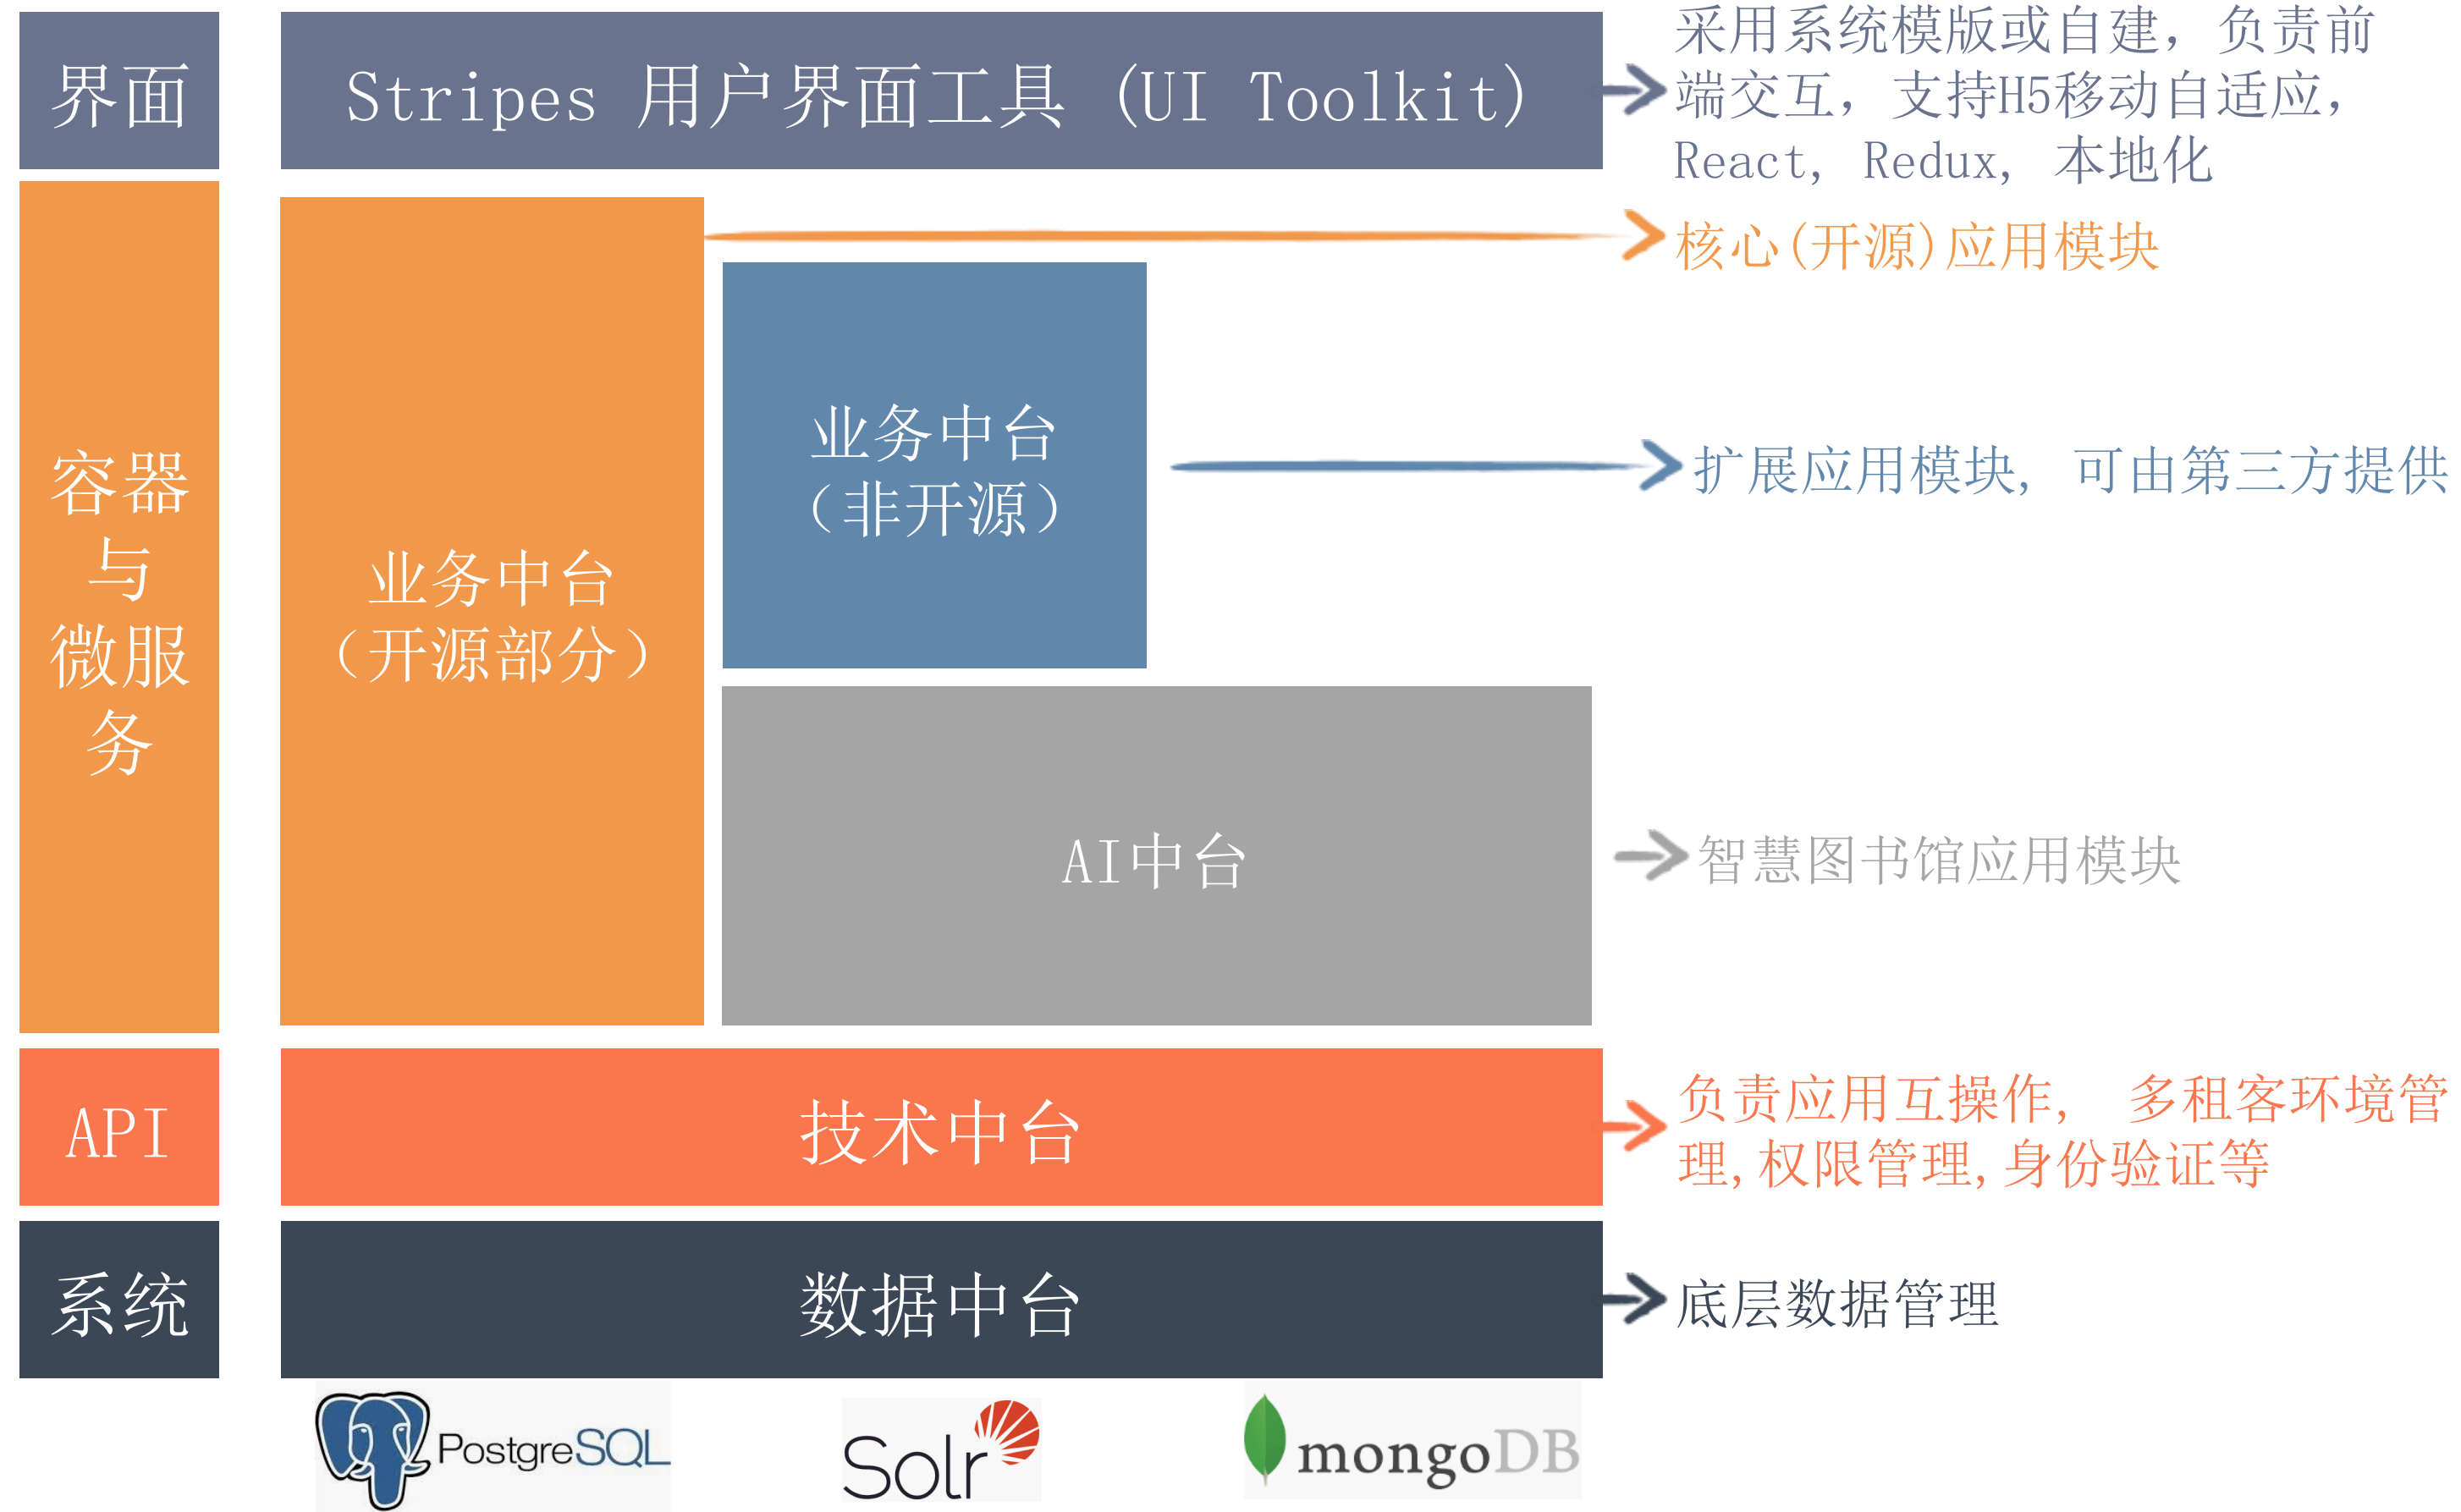 界面
Stripes 用户界面工具 (UI Toolkit)
采用系统模版或自建，负责前
端交互，支持H5移动自适应，
React, Redux, 本地化
核心(开源)应用模块
容器
与
微服
务
业务中台
（开源部分）
业务中台
（非开源）
扩展应用模块, 可由第三方提供
AI中台
智慧图书馆应用模块
API
技术中台
负责应用互操作, 多租客环境管
理,权限管理,身份验证等
系统
数据中台
底层数据管理
PostgreSQL
Solr
mongoDB